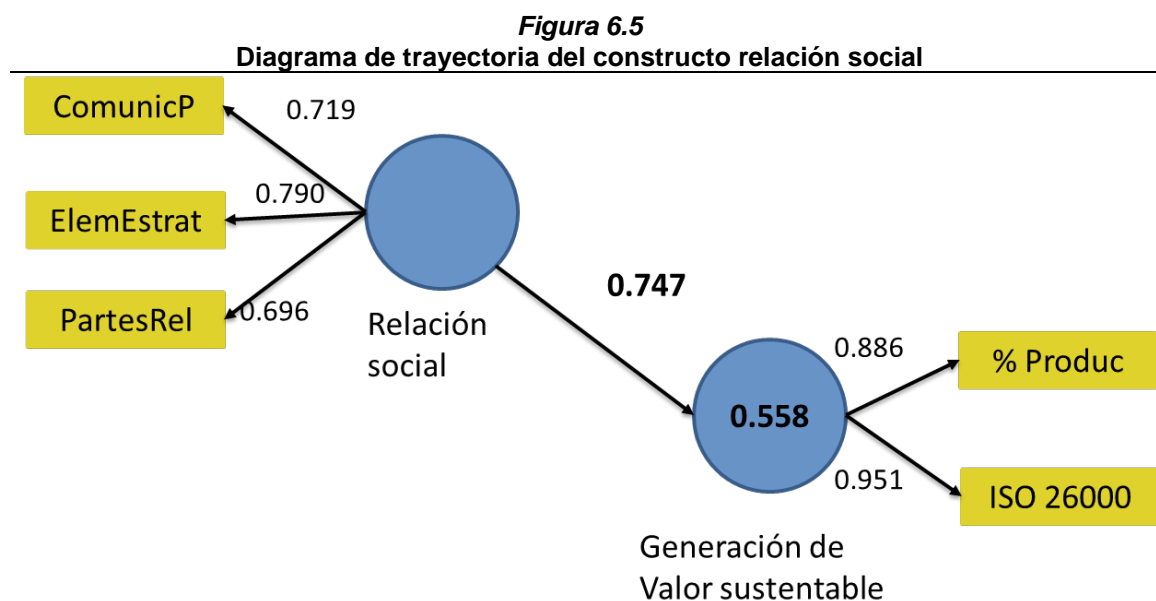 Figura 6.5
Diagrama de trayectoria del constructo relación social
ComunicP
0.719
ElemEstrat
0.790
PartesRel
0.696
Relación
social
0.747
0.558
Generación de
Valor sustentable
0.886
% Produc
0.951
ISO 26000